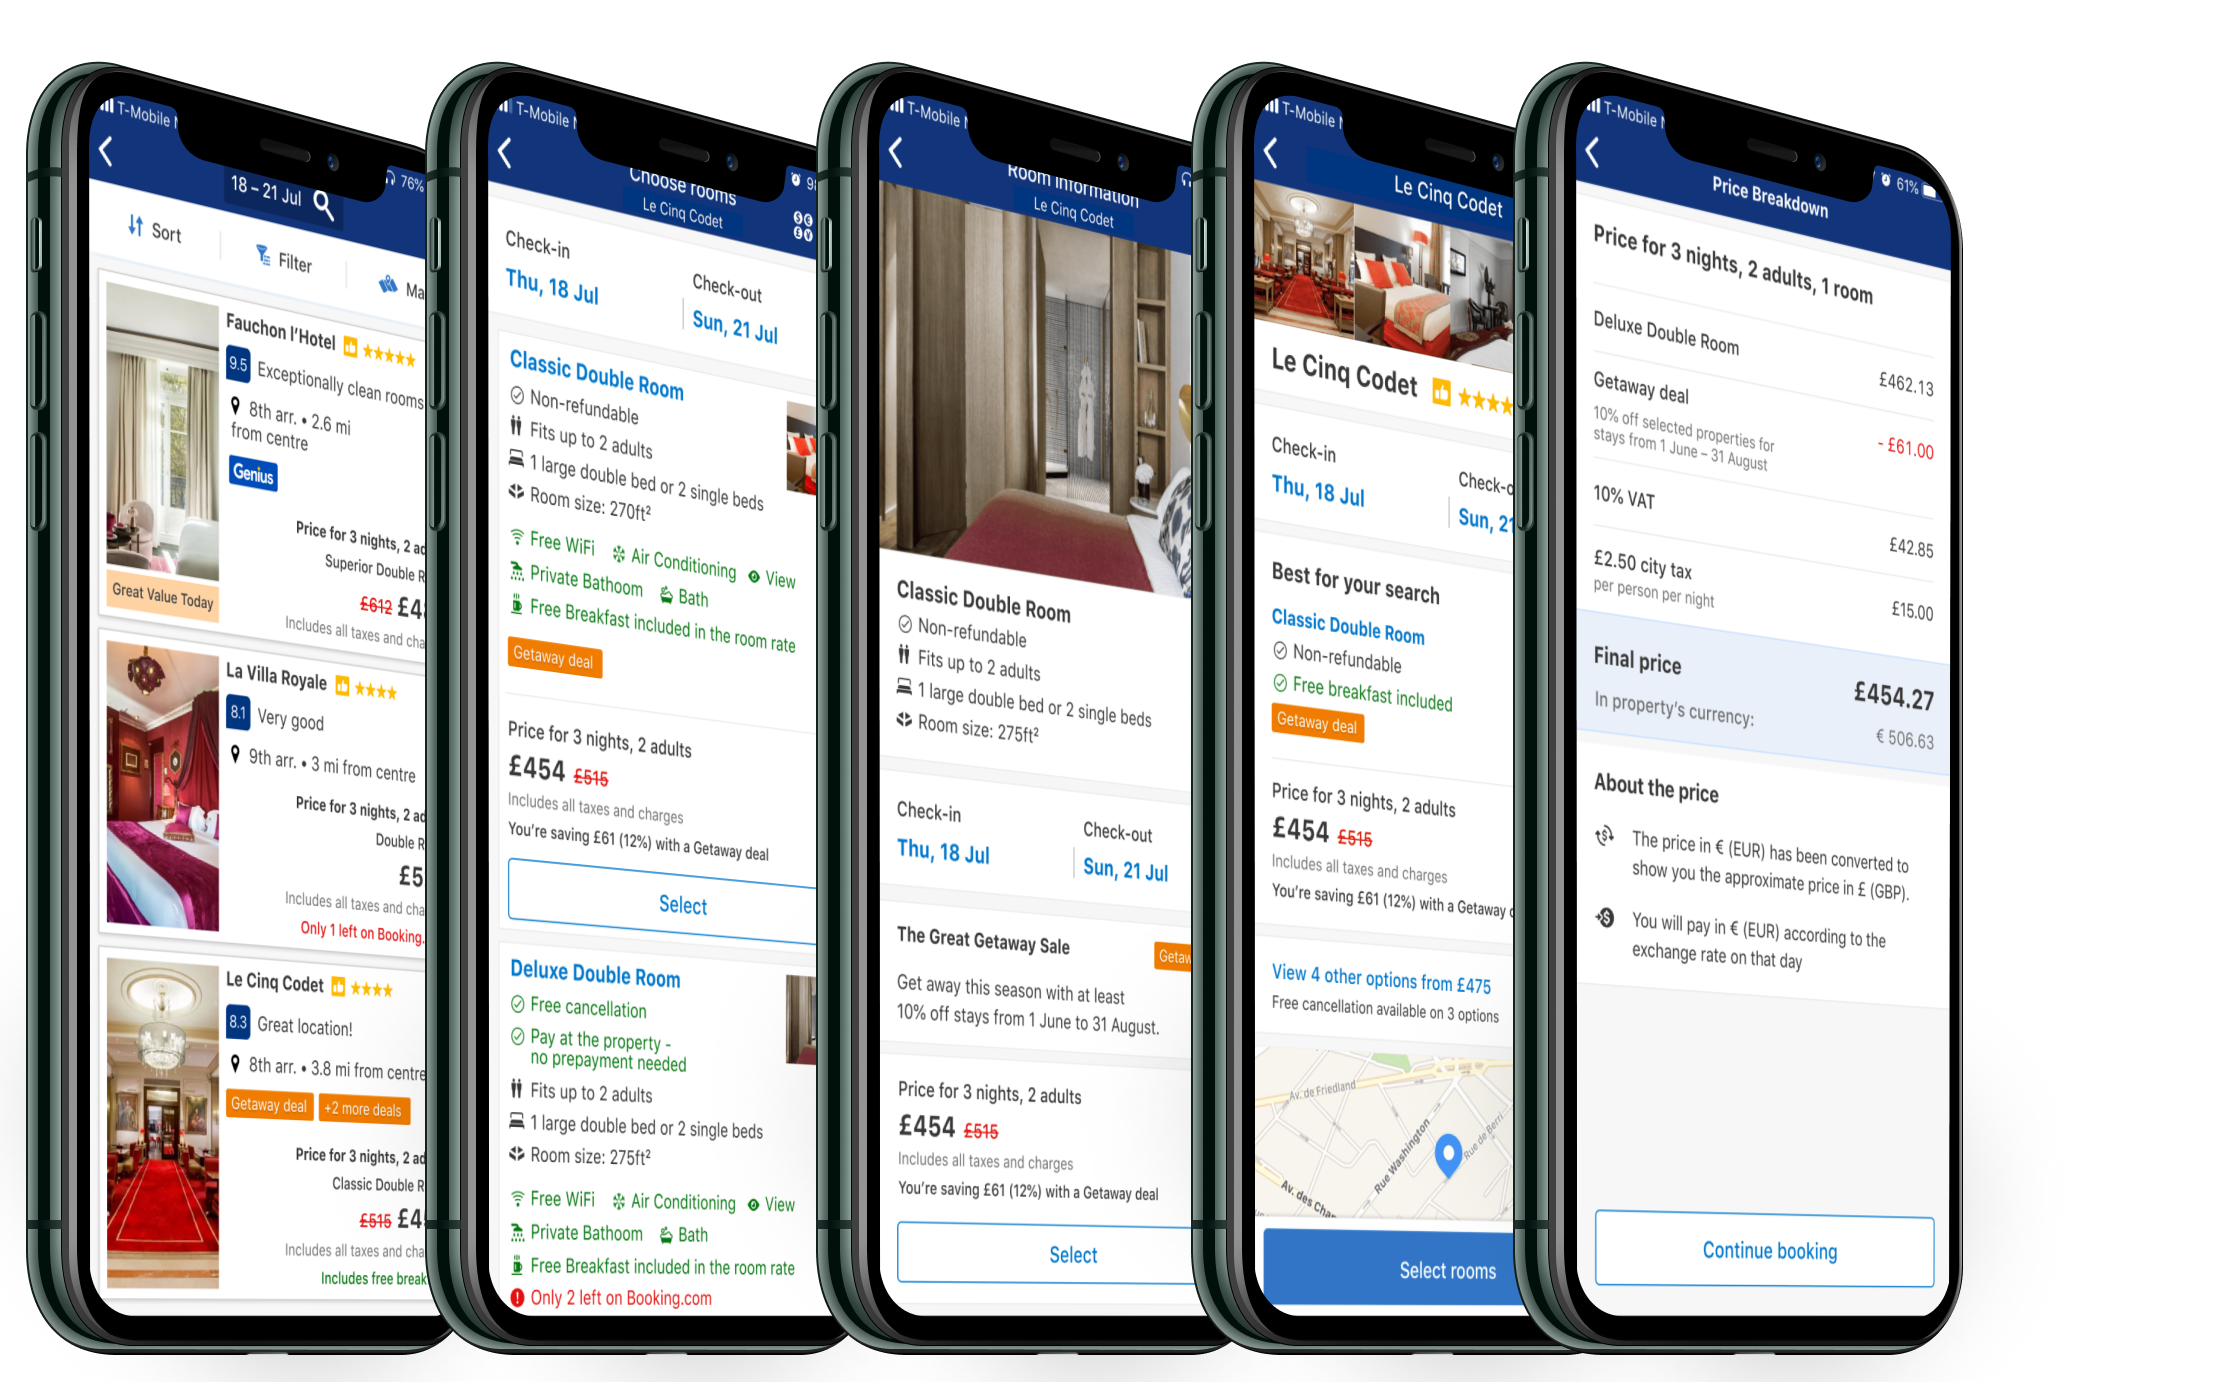 T-Mobile
76%
18 – 21 Jul
Sort
Filter
Fauchon l'Hotel
9.5 Exceptionally clean rooms
8th arr. • 2.6 mi
from centre
Genius
Price for 3 nights, 2
Superior Double
£612
Includes all taxes and
Great Value Today
La Villa Royale
8.1 Very good
9th arr. • 3 mi from centre
Price for 3 nights, 2
Double
Includes all taxes and
Only 1 left on Booking.
Le Cinq Codet
8.3 Great location!
8th arr. • 3.8 mi from centre
Getaway deal +2 more deals
Price for 3 nights, 2
Classic Double
£515
Includes all taxes and
Includes free
T-Mobile
Choose rooms
Le Cinq Codet
Check-in
Thu, 18 Jul
Check-out
Sun, 21 Jul
Classic Double Room
Non-refundable
Fits up to 2 adults
1 large double bed or 2 single beds
Room size: 270ft²
Free WiFi Air Conditioning View
Private Bathoom Bath
Free Breakfast included in the room rate
Getaway deal
Price for 3 nights, 2 adults
£454 £515
Includes all taxes and charges
You're saving £61 (12%) with a Getaway deal
Select
Deluxe Double Room
Free cancellation
Pay at the property -
no prepayment needed
Fits up to 2 adults
1 large double bed or 2 single beds
Room size: 275ft²
Free WiFi Air Conditioning View
Private Bathoom Bath
Free Breakfast included in the room rate
Only 2 left on Booking.com
T-Mobile
Room information
Le Cinq Codet
Classic Double Room
Non-refundable
Fits up to 2 adults
1 large double bed or 2 single beds
Room size: 275ft²
Check-in
Thu, 18 Jul
Check-out
Sun, 21 Jul
The Great Getaway Sale
Get away this season with at least
10% off stays from 1 June to 31 August.
Price for 3 nights, 2 adults
£454 £515
Includes all taxes and charges
You're saving £61 (12%) with a Getaway deal
Select
T-Mobile
Le Cinq Codet
Le Cinq Codet
Check-in
Thu, 18 Jul
Sun,
Best for your search
Classic Double Room
Non-refundable
Free breakfast included
Getaway deal
Price for 3 nights, 2 adults
£454 £515
Includes all taxes and charges
You're saving £61 (12%) with a Getaway
View 4 other options from £475
Free cancellation available on 3 options
Av. de Friedland
Rue Washington
Rue de Berri
Av. des
Select rooms
T-Mobile
61%
Price Breakdown
Price for 3 nights, 2 adults, 1 room
Deluxe Double Room
£462.13
Getaway deal
10% off selected properties for
stays from 1 June – 31 August
- £61.00
10% VAT
£42.85
£2.50 city tax
per person per night
£15.00
Final price
£454.27
In property's currency:
€ 506.63
About the price
The price in € (EUR) has been converted to
show you the approximate price in £ (GBP).
You will pay in € (EUR) according to the
exchange rate on that day
Continue booking